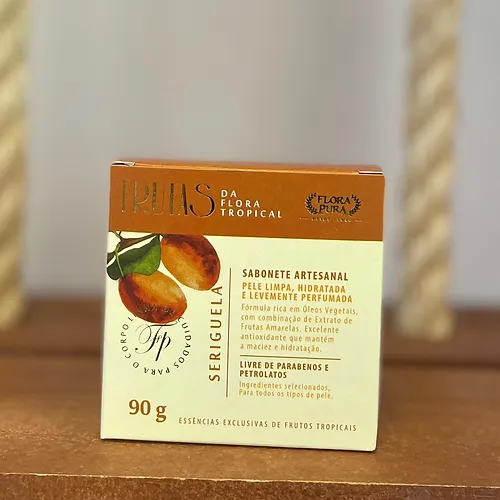 FRUTAS
DA
FLORA
TROPICAL
FLORA
PURA
SERIGUELA
SABONETE ARTESANAL
PELE LIMPA, HIDRATADA
E LEVEMENTE PERFUMADA
Fórmula rica em Óleos Vegetais,
com combinação de Extrato de
Frutas Amarelas. Excelente
antioxidante que mantém
a maciez e hidratação.
LIVRE DE PARABENOS E
PETROLATOS
Ingredientes selecionados,
Para todos os tipos de pele.
Fp
CUIDADOS PARA O CORPO
90 g
ESSÊNCIAS EXCLUSIVAS DE FRUTOS TROPICAIS